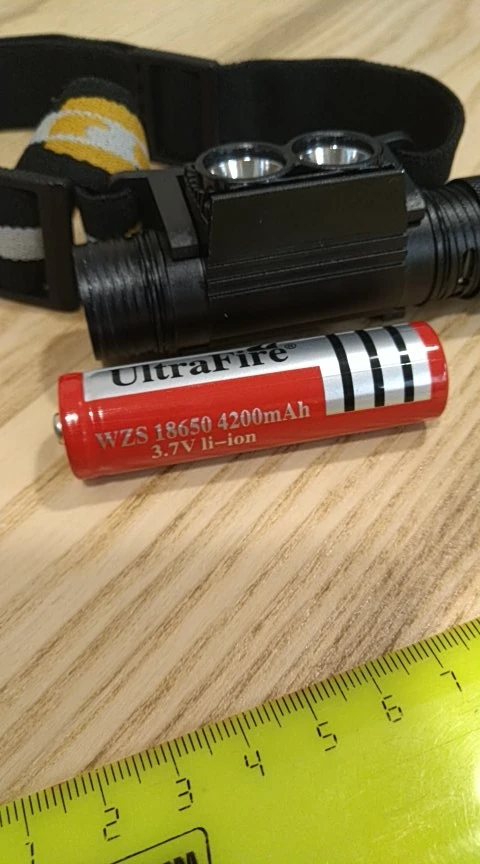 UltraFire®
WZS 18650 4200mAh
3.7V li-ion
1 2 3 4 5 6 7